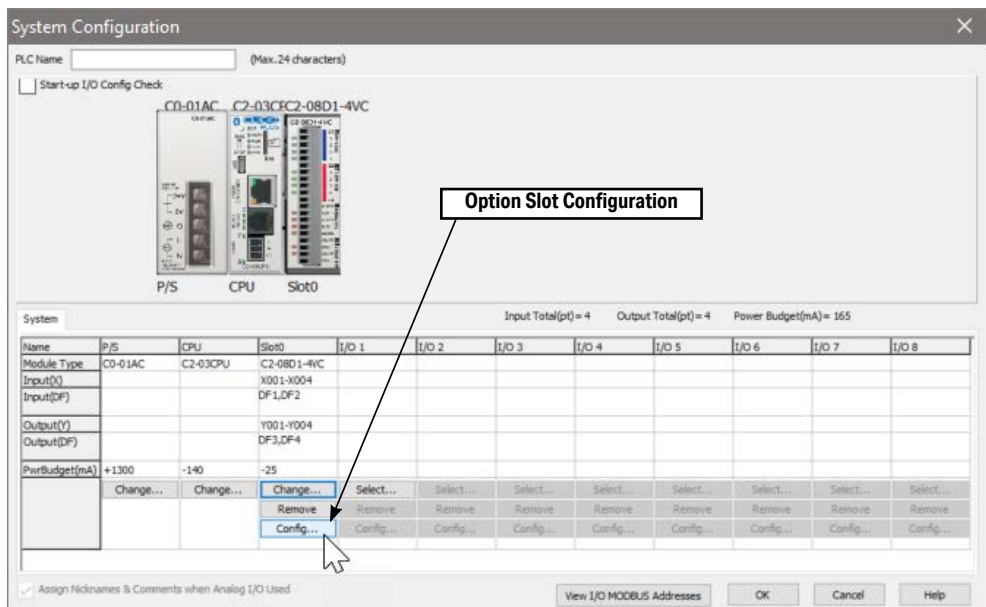 System Configuration
PLC Name (Max.24 characters)
Start-up I/O Config Check
C0-01AC C2-03CPC2-08D1-4VC
C0-01AC
C2-08D1-4VC
Option Slot Configuration
P/S CPU Slot0
System Input Total(pt)= 4 Output Total(pt)= 4 Power Budget(mA)= 165
Name P/S CPU Slot0 I/O 1 I/O 2 I/O 3 I/O 4 I/O 5 I/O 6 I/O 7 I/O 8
Module Type C0-01AC C2-03CPU C2-08D1-4VC
Input(X) X001-X004
Input(DF) DF1,DF2
Output(Y) Y001-Y004
Output(DF) DF3,DF4
PwrBudget(mA) +1300 -140 -25
Change... Change... Change... Select... Select... Select... Select... Select... Select... Select... Select...
Remove Remove Remove Remove Remove Remove Remove Remove Remove
Config... Config... Config... Config... Config... Config... Config... Config... Config...
Assign Nicknames & Comments when Analog I/O Used View I/O MODBUS Addresses OK Cancel Help